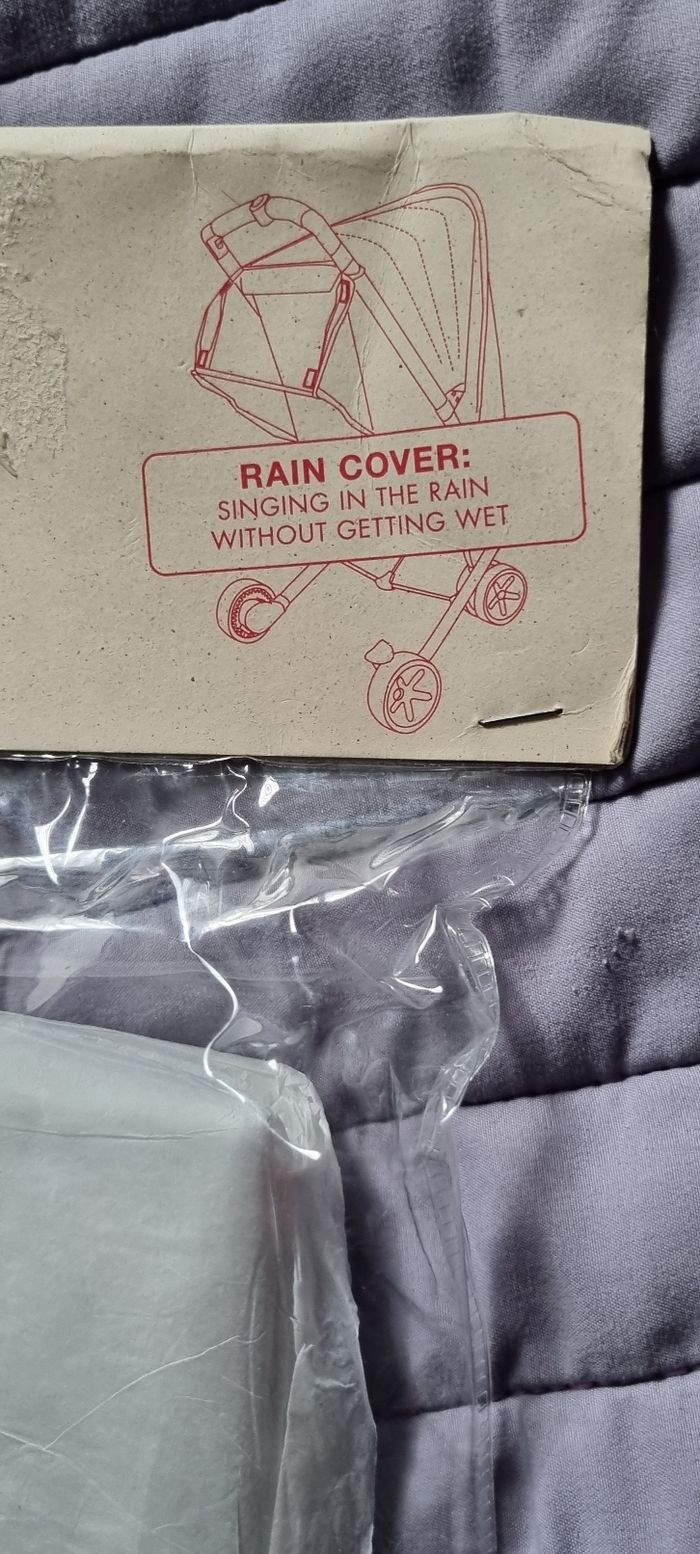 RAIN COVER:
SINGING IN THE RAIN
WITHOUT GETTING WET